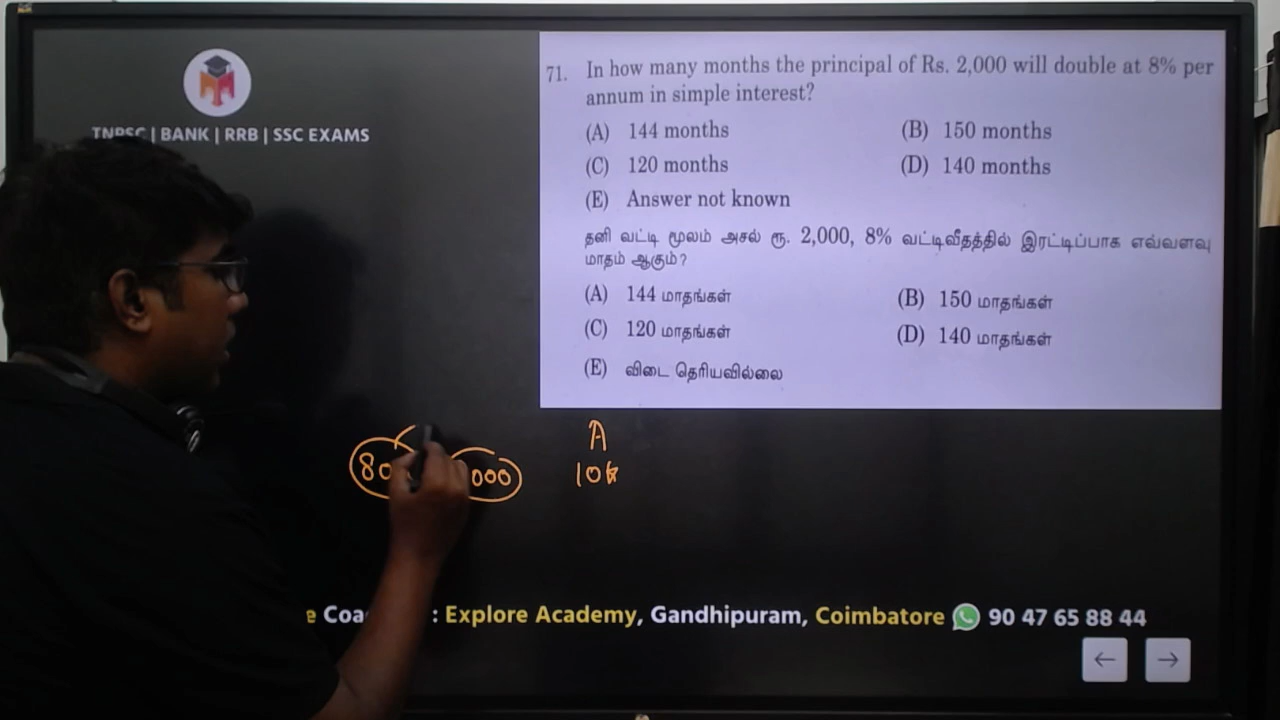 TNPSC | BANK | RRB | SSC EXAMS
71. In how many months the principal of Rs. 2,000 will double at 8% per
annum in simple interest?
(A) 144 months (B) 150 months
(C) 120 months (D) 140 months
(E) Answer not known
தனி வட்டி மூலம் அசல் ரூ. 2,000, 8% வட்டிவீதத்தில் இரட்டிப்பாக எவ்வளவு
மாதம் ஆகும்?
(A) 144 மாதங்கள் (B) 150 மாதங்கள்
(C) 120 மாதங்கள் (D) 140 மாதங்கள்
(E) விடை தெரியவில்லை
A
: Explore Academy, Gandhipuram, Coimbatore 90 47 65 88 44